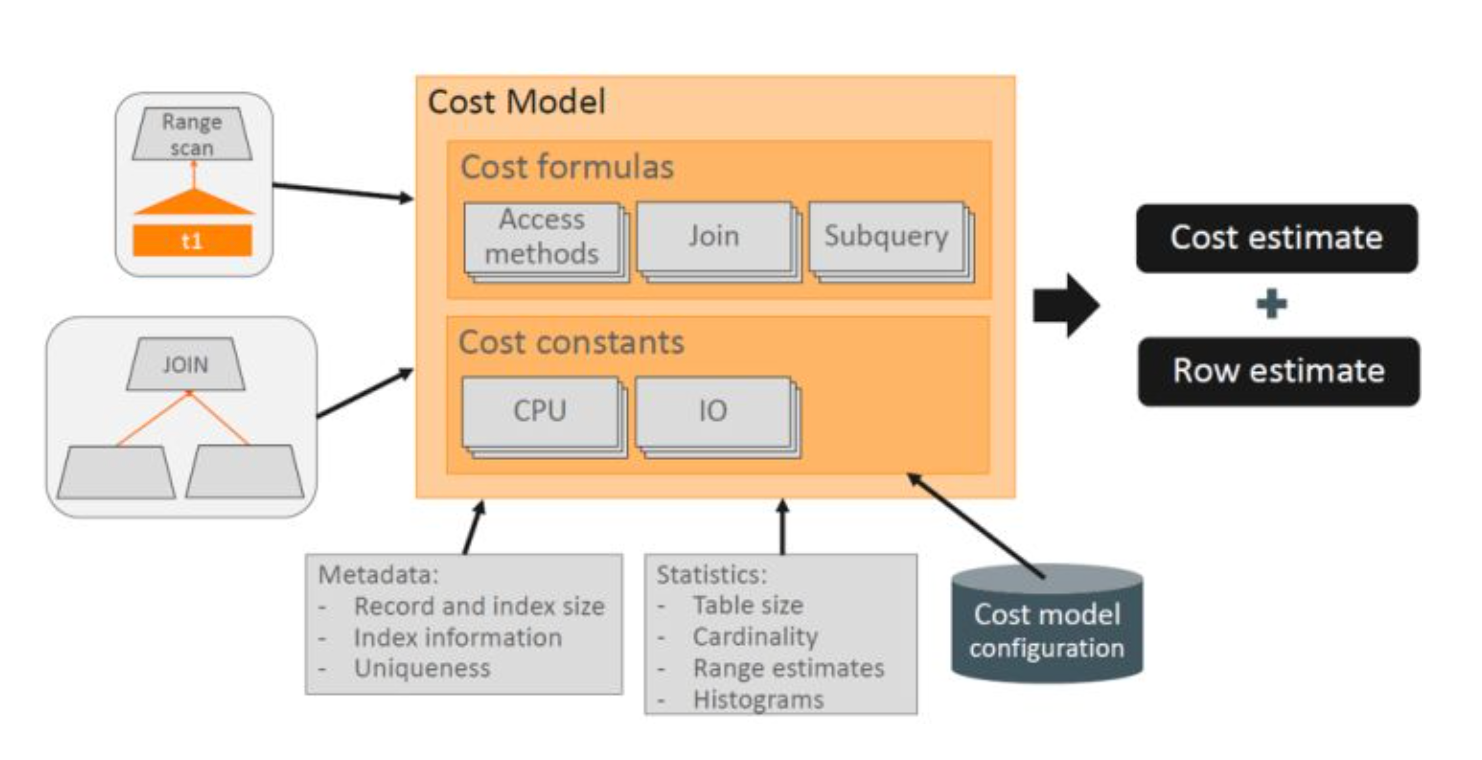 Range
scan
t1
JOIN
Cost Model
Cost formulas
Access
methods
Join
Subquery
Cost constants
CPU
IO
Cost estimate
Row estimate
Metadata:
- Record and index size
- Index information
- Uniqueness
Statistics:
- Table size
- Cardinality
- Range estimates
- Histograms
Cost model
configuration